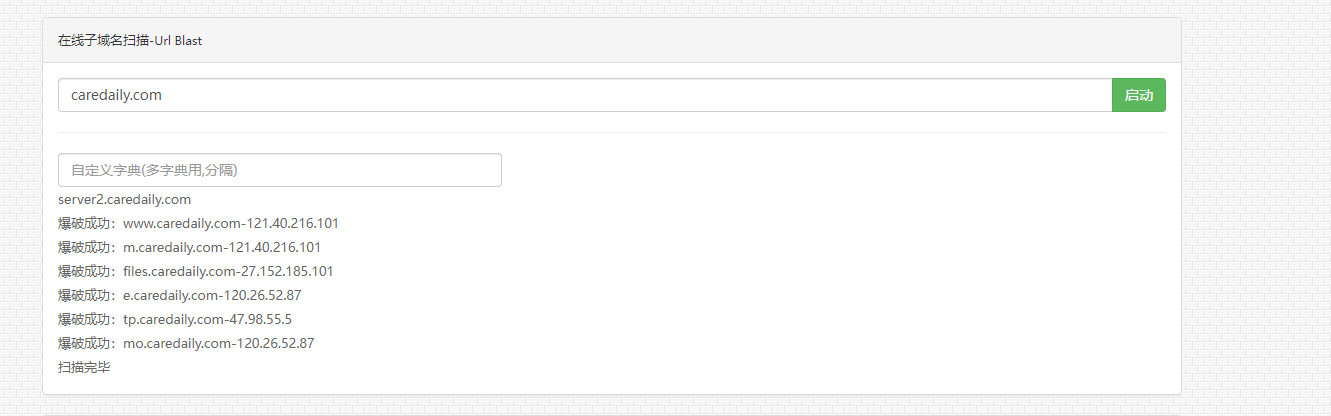 在线子域名扫描-Url Blast
caredaily.com
启动
自定义字典(多字典用,分隔)
server2.caredaily.com
爆破成功：www.caredaily.com-121.40.216.101
爆破成功：m.caredaily.com-121.40.216.101
爆破成功：files.caredaily.com-27.152.185.101
爆破成功：e.caredaily.com-120.26.52.87
爆破成功：tp.caredaily.com-47.98.55.5
爆破成功：mo.caredaily.com-120.26.52.87
扫描完毕